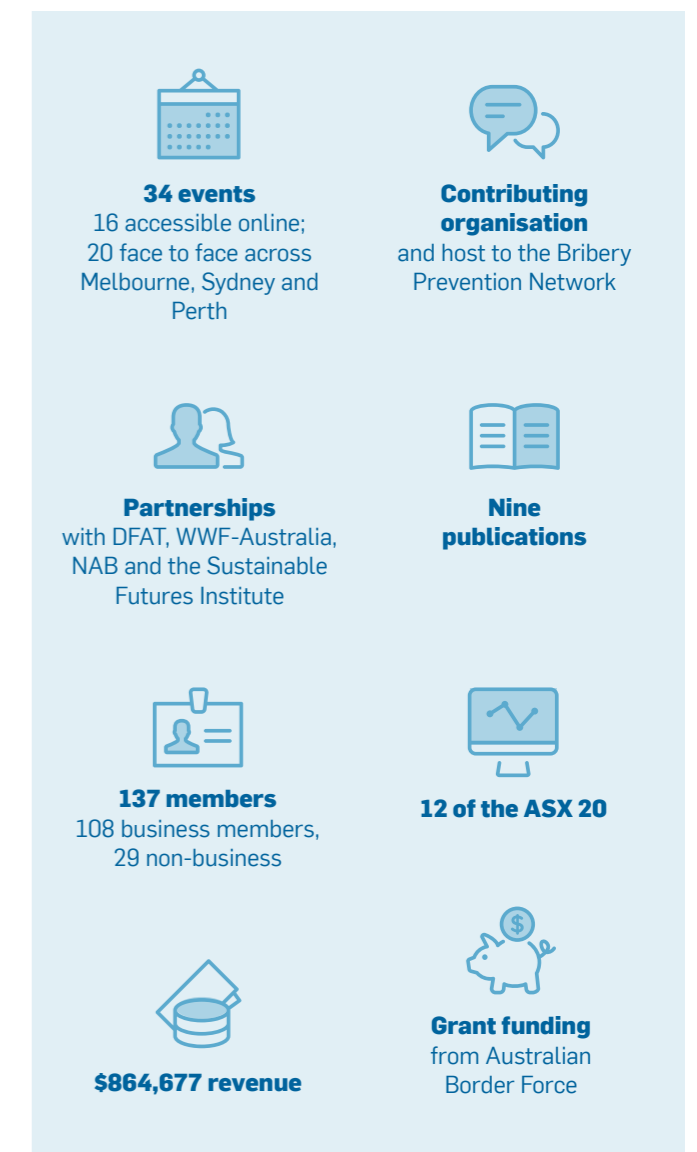 34 events
16 accessible online;
20 face to face across
Melbourne, Sydney and
Perth
Contributing
organisation
and host to the Bribery
Prevention Network
Partnerships
with DFAT, WWF-Australia,
NAB and the Sustainable
Futures Institute
Nine
publications
137 members
108 business members,
29 non-business
12 of the ASX 20
$864,677 revenue
$
Grant funding
from Australian
Border Force